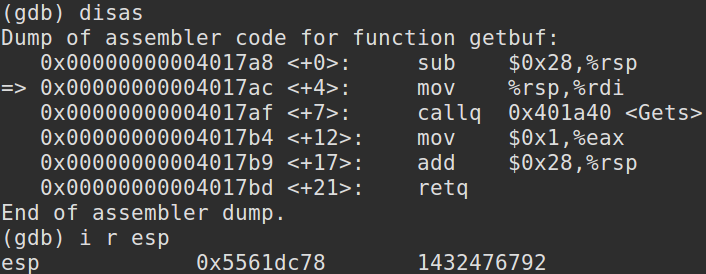 (gdb) disas
Dump of assembler code for function getbuf:
   0x00000000004017a8 <+0>:     sub    $0x28,%rsp
=> 0x00000000004017ac <+4>:     mov    %rsp,%rdi
   0x00000000004017af <+7>:     callq  0x401a40 <Gets>
   0x00000000004017b4 <+12>:    mov    $0x1,%eax
   0x00000000004017b9 <+17>:    add    $0x28,%rsp
   0x00000000004017bd <+21>:    retq
End of assembler dump.
(gdb) i r esp
esp            0x5561dc78       1432476792